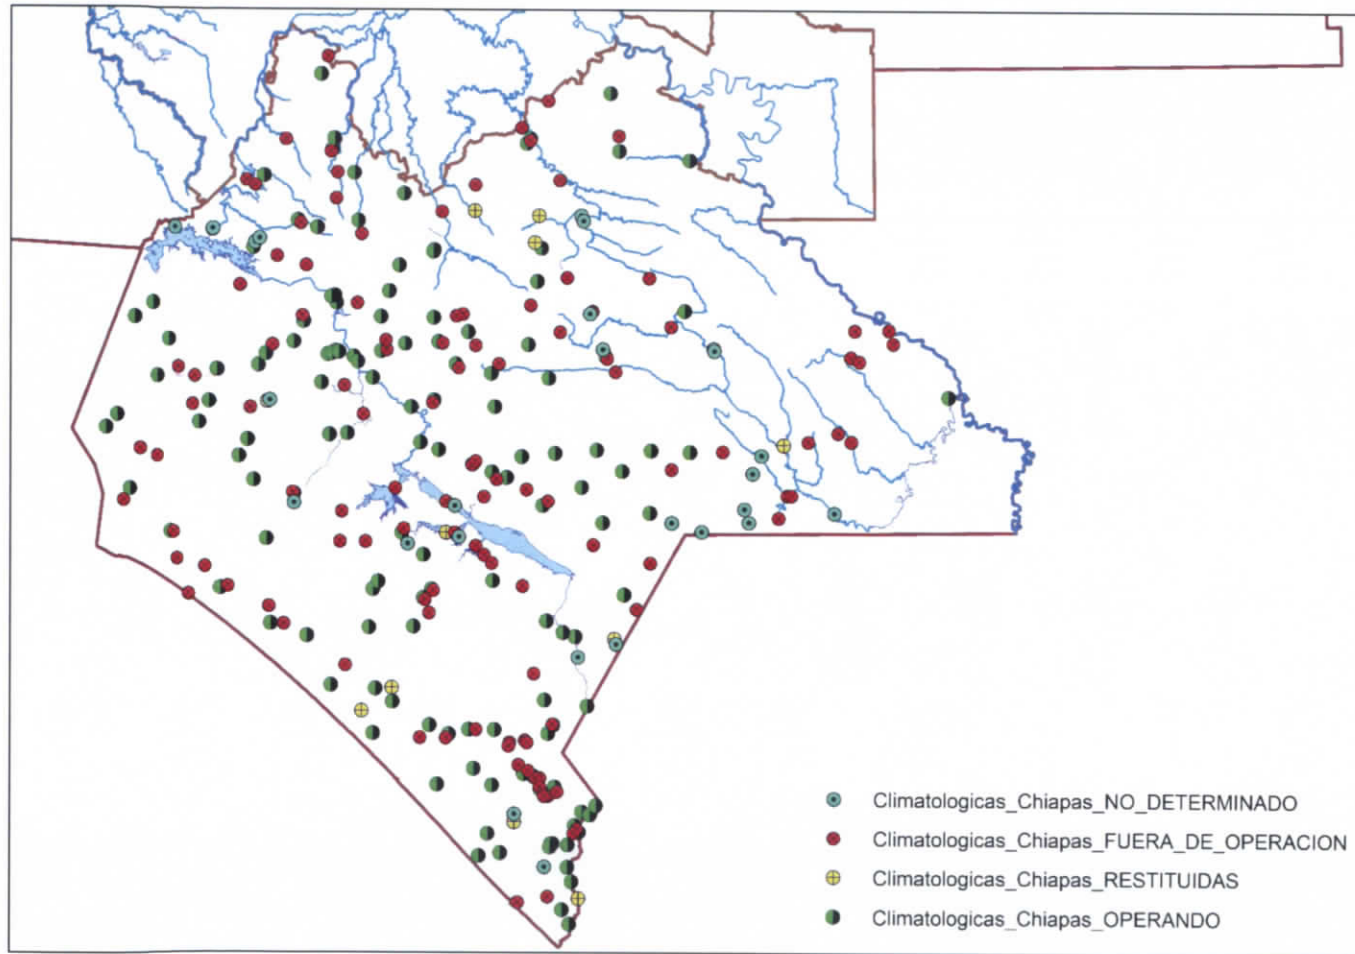 Climatologicas_Chiapas_NO_DETERMINADO
Climatologicas_Chiapas_FUERA_DE_OPERACION
Climatologicas_Chiapas_RESTITUIDAS
Climatologicas_Chiapas_OPERANDO